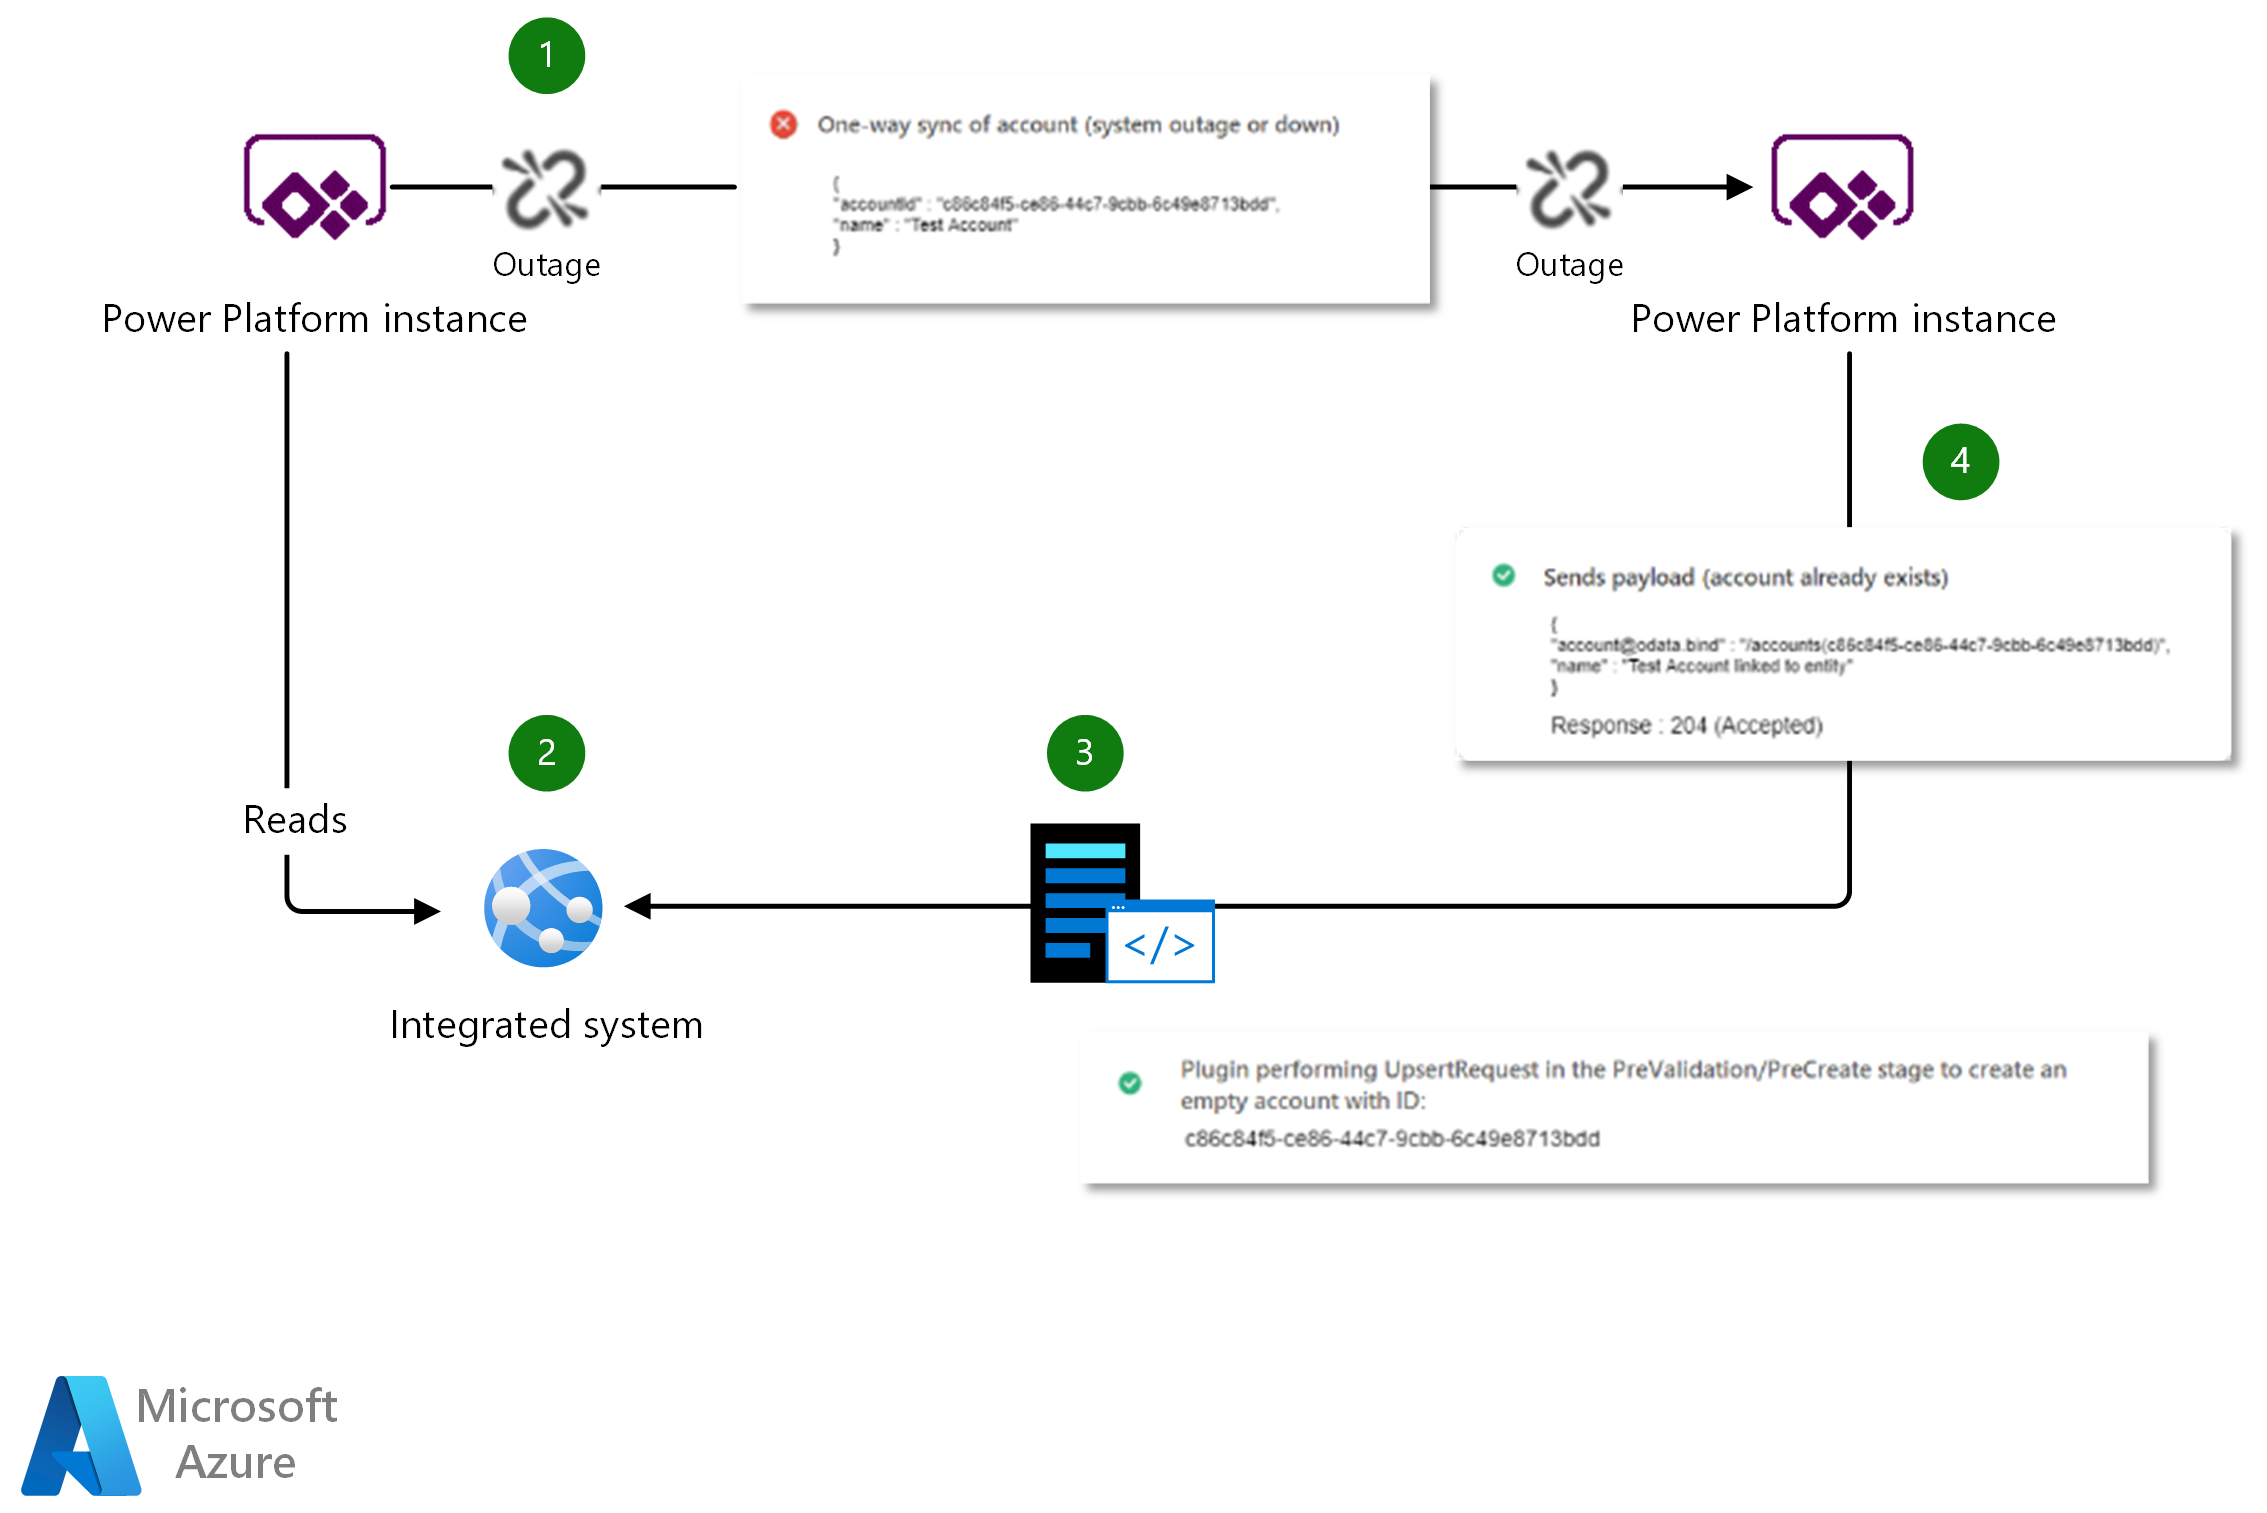 1
One-way sync of account (system outage or down)
{
"accountId" : "c86c84f5-ce86-44c7-9cbb-6c49e8713bdd",
"name" : "Test Account"
}
Outage
Outage
Power Platform instance
Power Platform instance
4
Sends payload (account already exists)
{
"account@odata.bind" : "/accounts(c86c84f5-ce86-44c7-9cbb-6c49e8713bdd)",
"name" : "Test Account linked to entity"
}
Response : 204 (Accepted)
2
3
Reads
</>
Integrated system
Plugin performing UpsertRequest in the PreValidation/PreCreate stage to create an
empty account with ID:
c86c84f5-ce86-44c7-9cbb-6c49e8713bdd
Microsoft
Azure